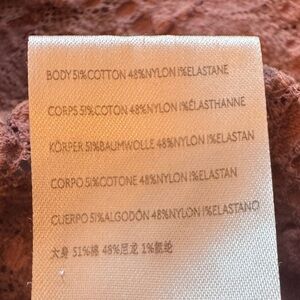 BODY 51%COTTON 48%NYLON 1%ELASTANE
CORPS 51%COTON 48%NYLON 1%ÉLASTHANNE
KÖRPER 51%BAUMWOLLE 48%NYLON 1%ELASTAN
CORPO 51%COTONE 48%NYLON 1%ELASTAN
CUERPO 51%ALGODÓN 48%NYLON 1%ELASTANO
大身 51%棉 48%尼龙 1%氨纶